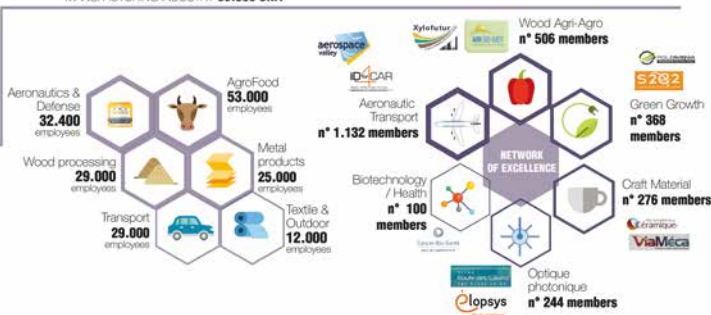 Aeronautics &
Defense
32.400
employees
AgroFood
53.000
employees
Wood processing
29.000
employees
Metal
products
25.000
employees
Transport
29.000
employees
Textile &
Outdoor
12.000
employees
aerospace
valley
Xylofutur
Wood Agri-Agro
n° 506 members
ID4CAR
Aeronautic
Transport
n° 1.132 members
S2E2
Green Growth
n° 368
members
NETWORK
OF EXCELLENCE
Biotechnology
/ Health
n° 100
members
Craft Material
n° 276 members
Céramique
ViaMéca
Optique
photonique
n° 244 members
elopsys